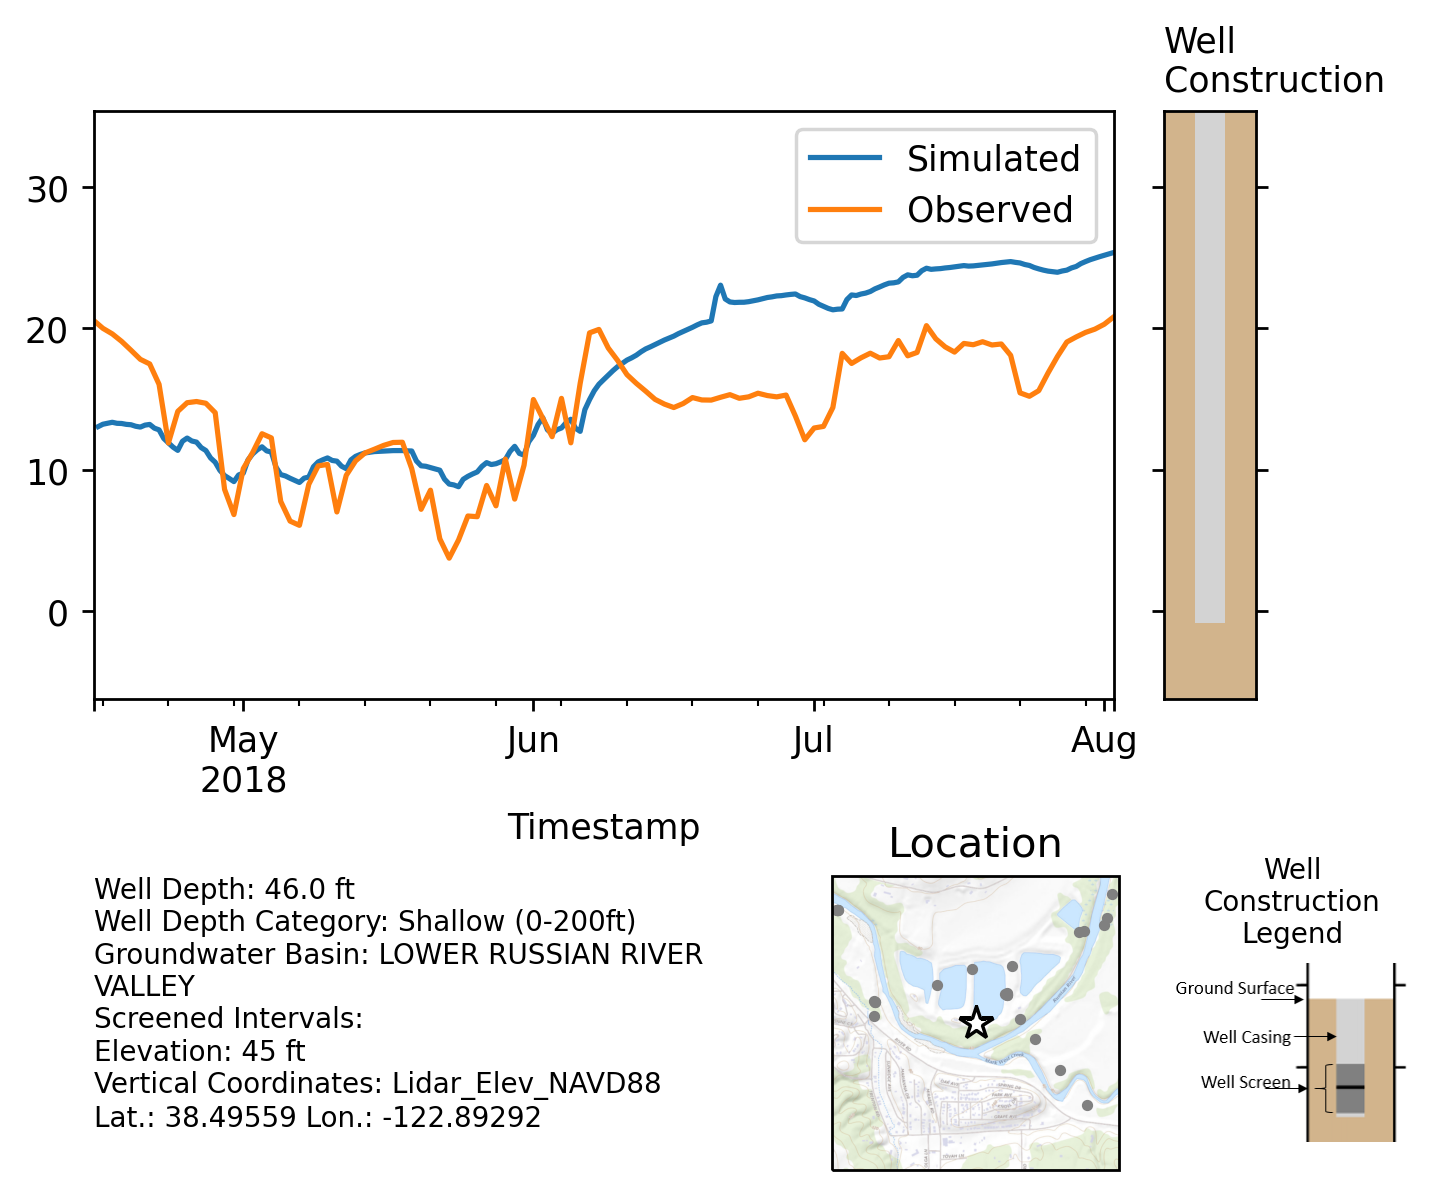 Well
Construction
Simulated
Observed
30
20
10
0
May
2018
Jun
Jul
Aug
Timestamp
Well Depth: 46.0 ft
Well Depth Category: Shallow (0-200ft)
Groundwater Basin: LOWER RUSSIAN RIVER
VALLEY
Screened Intervals:
Elevation: 45 ft
Vertical Coordinates: Lidar_Elev_NAVD88
Lat.: 38.49559 Lon.: -122.89292
Location
Well
Construction
Legend
Ground Surface
Well Casing
Well Screen